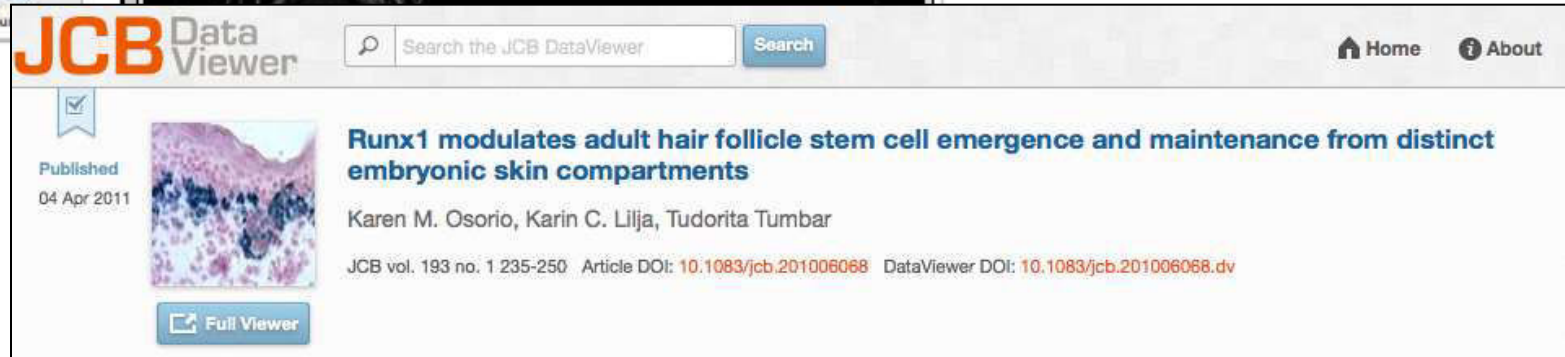 JCB Data Viewer
Search the JCB DataViewer
Search
Home
About
Published
04 Apr 2011
Runx1 modulates adult hair follicle stem cell emergence and maintenance from distinct
embryonic skin compartments
Karen M. Osorio, Karin C. Lilja, Tudorita Tumbar
JCB vol. 193 no. 1 235-250 Article DOI: 10.1083/jcb.201006068 DataViewer DOI: 10.1083/jcb.201006068.dv
Full Viewer